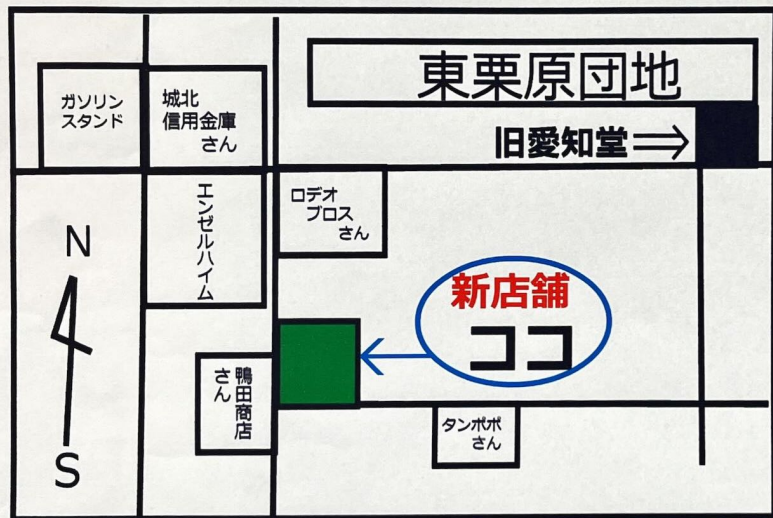 東栗原団地
ガソリン
スタンド
城北
信用金庫
さん
旧愛知堂⇒
エンゼルハイム
ロデオ
ブロス
さん
N
新店舗
ココ
鴨田商店
さん
タンポポ
さん
S